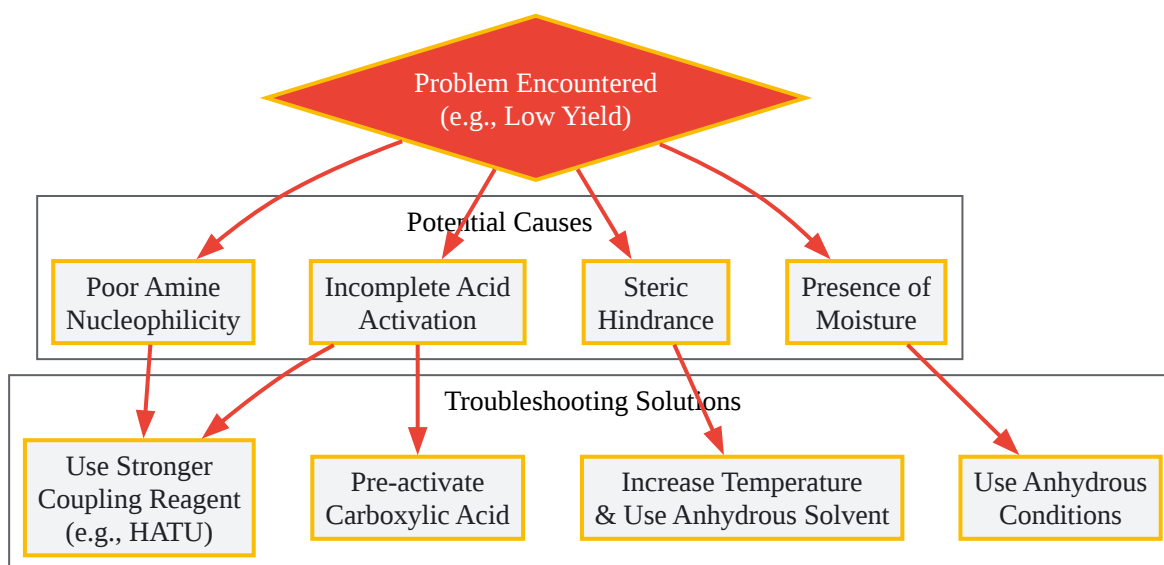 Problem Encountered
(e.g., Low Yield)
Potential Causes
Poor Amine
Nucleophilicity
Incomplete Acid
Activation
Steric
Hindrance
Presence of
Moisture
Troubleshooting Solutions
Use Stronger
Coupling Reagent
(e.g., HATU)
Pre-activate
Carboxylic Acid
Increase Temperature
& Use Anhydrous Solvent
Use Anhydrous
Conditions